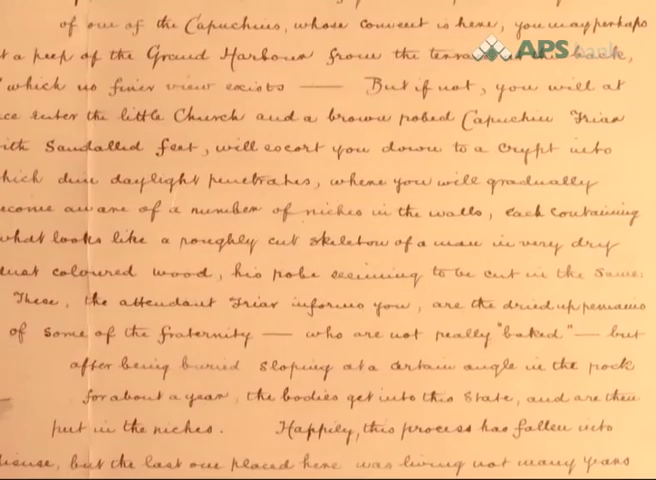 of one of the Capuchins, whose convent is here, you may perhaps
t a peep of the Grand Harbour from the back,
APS bank
which no finer view exists —— But if not, you will at
ce enter the little Church and a brown robed Capuchin Friar
ith Sandalled feet, will escort you down to a crypt into
hich dim daylight penetrates, where you will gradually
ecome aware of a number of niches in the walls, each containing
what looks like a roughly cut skeleton of a man in very dry
dust coloured wood, his robe seeming to be cut in the same:
These, the attendant Friar informs you, are the dried up remains
of some of the fraternity — who are not really "baked" — but
after being buried sloping at a certain angle in the rock
for about a year, the bodies get into this state, and are then
put in the niches. Happily, this process has fallen into
disuse, but the last one placed here was living not many years